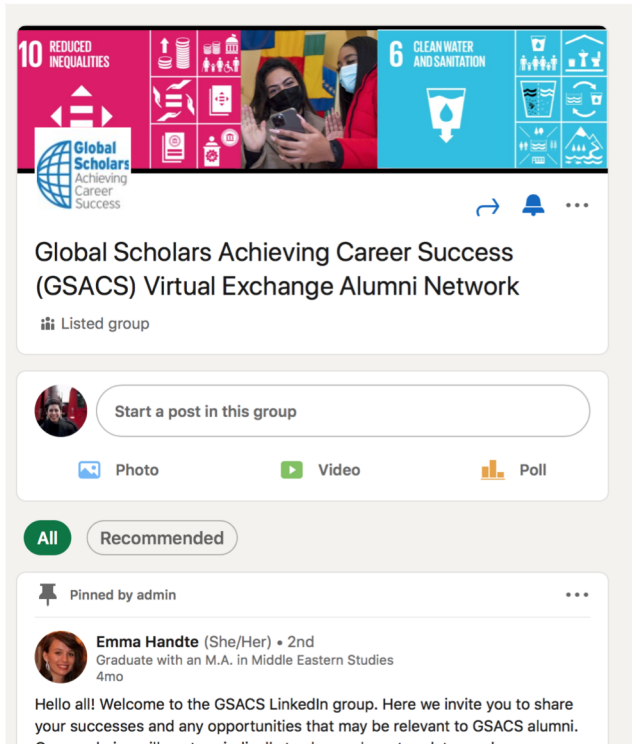 10 REDUCED
INEQUALITIES
6 CLEAN WATER
AND SANITATION
Global
Scholars
Achieving
Career
Success
Global Scholars Achieving Career Success
(GSACS) Virtual Exchange Alumni Network
Listed group
Start a post in this group
Photo
Video
Poll
All
Recommended
Pinned by admin
Emma Handte (She/Her) • 2nd
Graduate with an M.A. in Middle Eastern Studies
4mo
Hello all! Welcome to the GSACS LinkedIn group. Here we invite you to share
your successes and any opportunities that may be relevant to GSACS alumni.